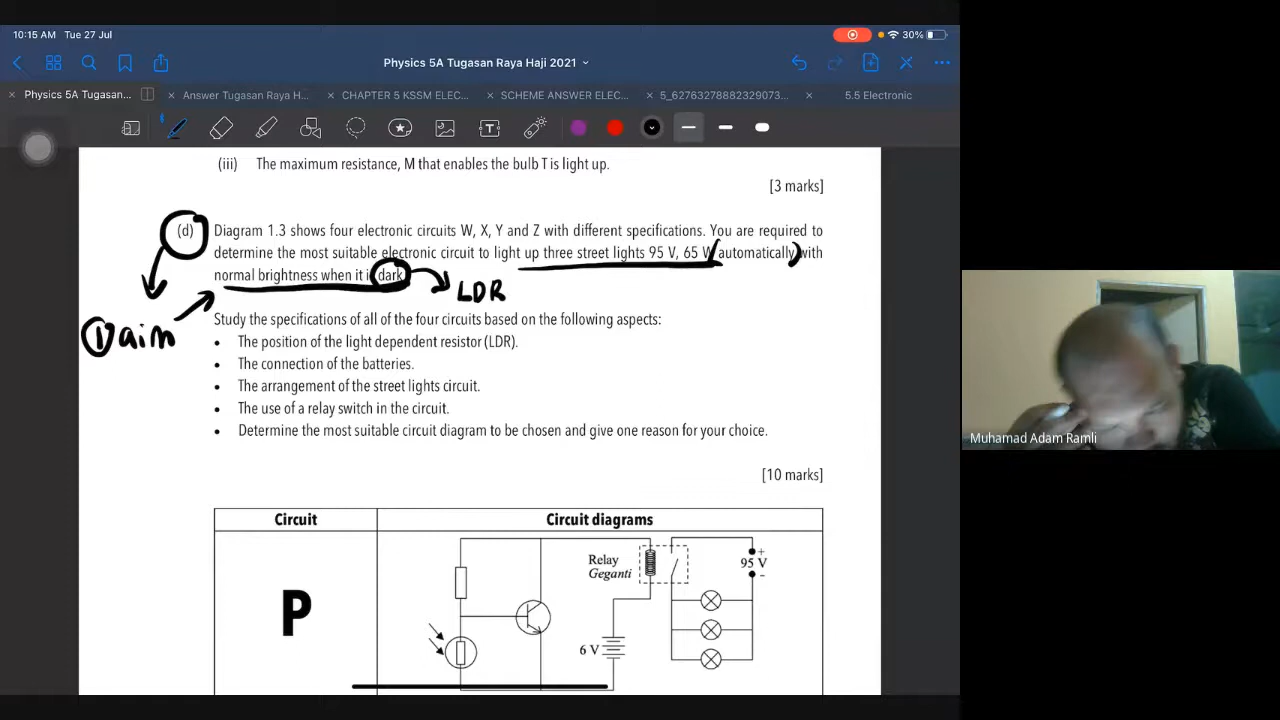 10:15 AM Tue 27 Jul
30%
Physics 5A Tugasan Raya Haji 2021
Physics 5A Tugasan...
Answer Tugasan Raya H...
CHAPTER 5 KSSM ELEC...
SCHEME ANSWER ELEC...
5_62763278882329073...
5.5 Electronic
(iii) The maximum resistance, M that enables the bulb T is light up.
[3 marks]
(d) Diagram 1.3 shows four electronic circuits W, X, Y and Z with different specifications. You are required to
determine the most suitable electronic circuit to light up three street lights 95 V, 65 W automatically with
normal brightness when it is dark.
LDR
① aim
Study the specifications of all of the four circuits based on the following aspects:
• The position of the light dependent resistor (LDR).
• The connection of the batteries.
• The arrangement of the street lights circuit.
• The use of a relay switch in the circuit.
• Determine the most suitable circuit diagram to be chosen and give one reason for your choice.
[10 marks]
Circuit Circuit diagrams
P
Relay
Geganti
+
95 V
-
6 V
Muhamad Adam Ramli